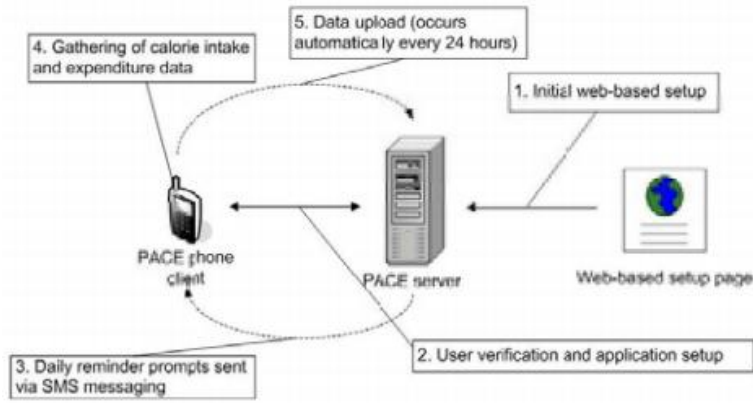 5. Data upload (occurs
automatically every 24 hours)
4. Gathering of calorie intake
and expenditure data
1. Initial web-based setup
PACE phone
client
PACE server
Web-based setup page
2. User verification and application setup
3. Daily reminder prompts sent
via SMS messaging